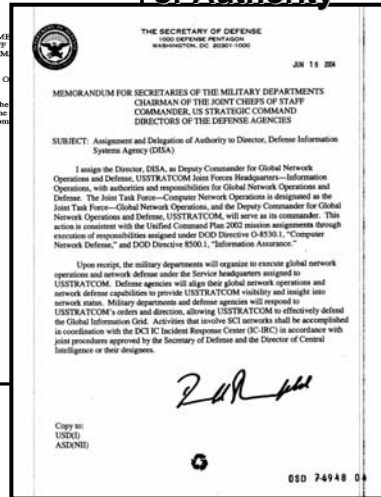 For Authority
THE SECRETARY OF DEFENSE
1000 DEFENSE PENTAGON
WASHINGTON, DC 20301-1000
JUN 18 2004
MEMORANDUM FOR SECRETARIES OF THE MILITARY DEPARTMENTS
CHAIRMAN OF THE JOINT CHIEFS OF STAFF
COMMANDER, US STRATEGIC COMMAND
DIRECTORS OF THE DEFENSE AGENCIES
SUBJECT: Assignment and Delegation of Authority to Director, Defense Information
Systems Agency (DISA)
I assign the Director, DISA, as Deputy Commander for Global Network
Operations and Defense, USSTRATCOM Joint Forces Headquarters—Information
Operations, with authorities and responsibilities for Global Network Operations and
Defense. The Joint Task Force—Computer Network Operations is designated as the
Joint Task Force—Global Network Operations, and the Deputy Commander for Global
Network Operations and Defense, USSTRATCOM, will serve as its commander. This
action is consistent with the Unified Command Plan 2002 mission assignments through
execution of responsibilities assigned under DOD Directive O-8530.1, "Computer
Network Defense," and DOD Directive 8500.1, "Information Assurance."
Upon receipt, the military departments will organize to execute global network
operations and network defense under the Service headquarters assigned to
USSTRATCOM. Defense agencies will align their global network operations and
network defense capabilities to provide USSTRATCOM visibility and insight into
network status. Military departments and defense agencies will respond to
USSTRATCOM's orders and direction, allowing USSTRATCOM to effectively defend
the Global Information Grid. Activities that involve SCI networks shall be accomplished
in coordination with the DCI IC Incident Response Center (IC-IRC) in accordance with
joint procedures approved by the Secretary of Defense and the Director of Central
Intelligence or their designees.
Copy to:
USD(I)
ASD(NII)
OSD 76948 0